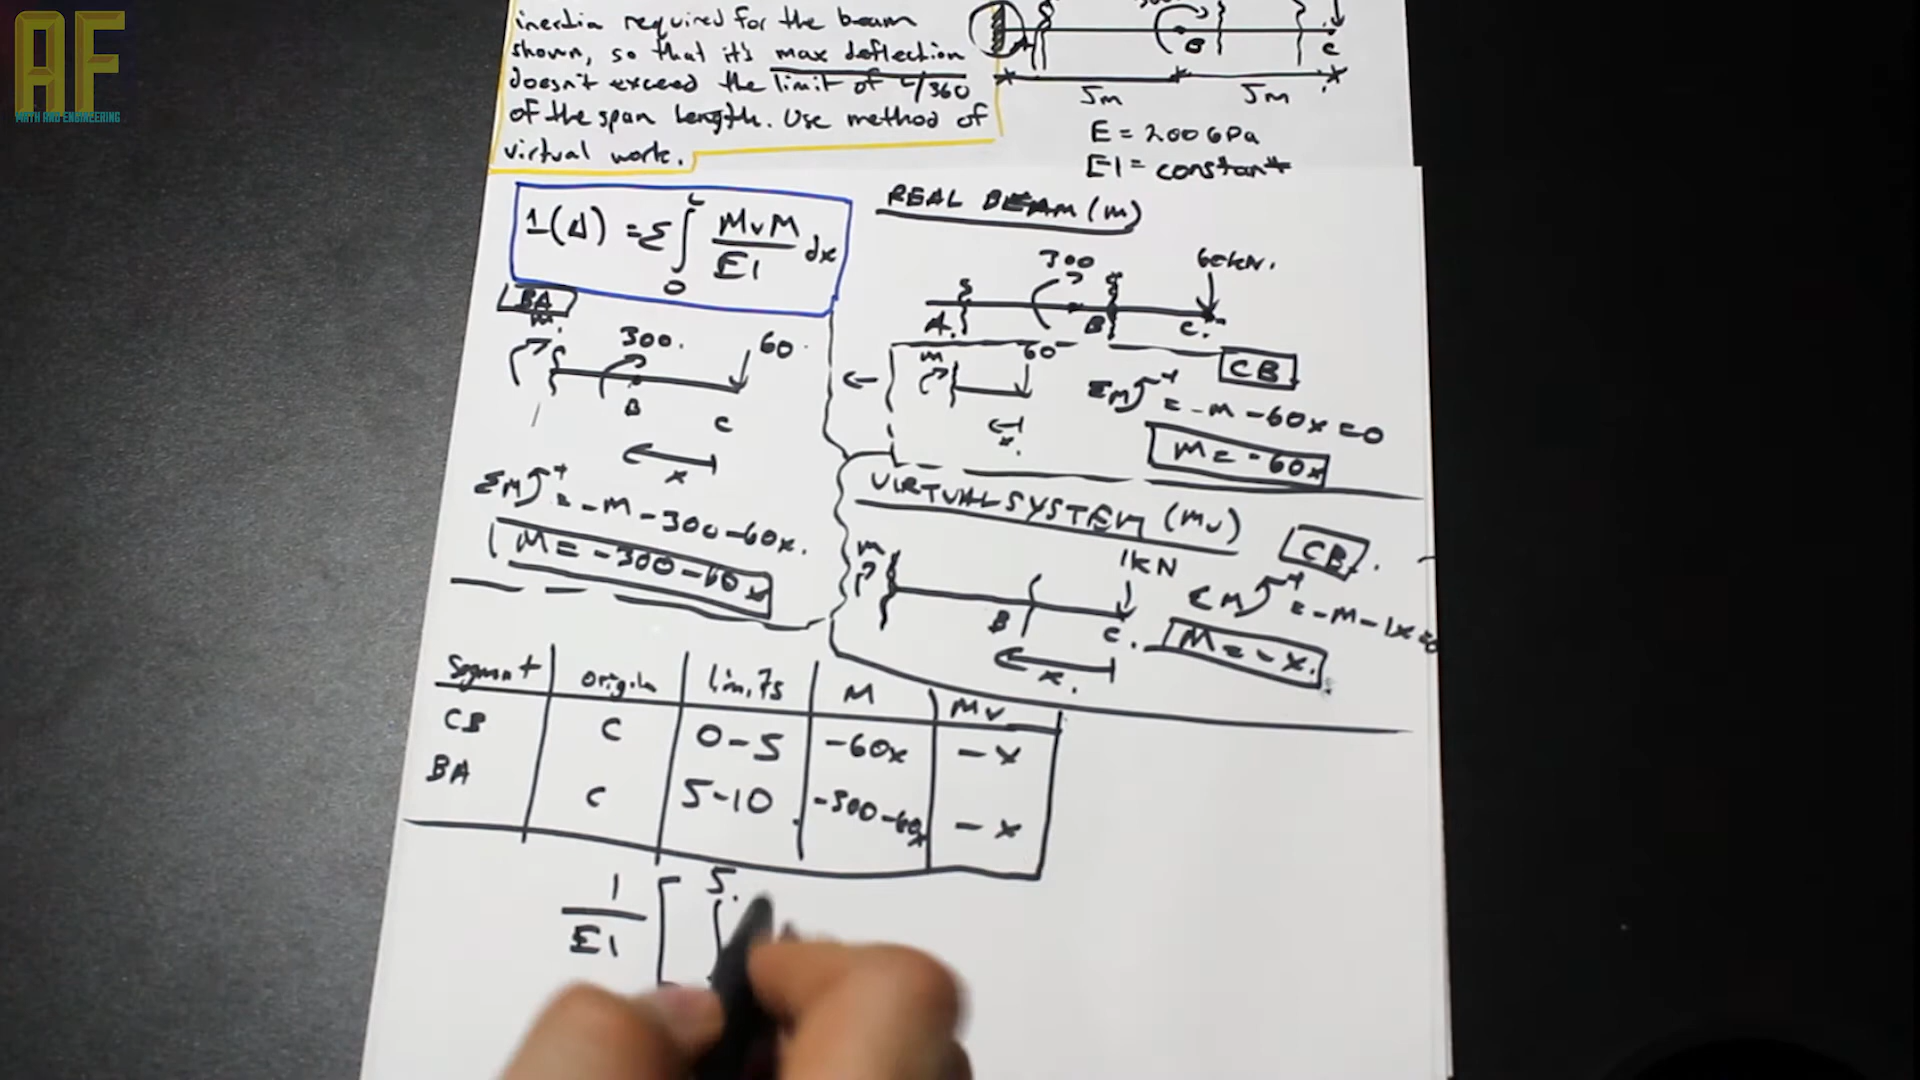 AF
MATH AND ENGINEERING
inertia required for the beam
shown, so that it's max deflection
doesn't exceed the limit of L/360
of the span length. Use method of
virtual work.
B
C
5m
5m
E = 200GPa
EI = constant
1(Δ) = Σ ∫ L 0 MvM / EI dx
REAL BEAM (M)
300
60kN.
A.
B
C.
BA
M.
300.
60
B
C
x
ΣM + = -M - 300 - 60x.
M = -300 - 60x
M
60
x.
CB
ΣM + = -M - 60x = 0
M = -60x
VIRTUAL SYSTEM (Mv)
M
1kN
B
C.
x.
CB.
ΣM + = -M - 1x = 0
M = -x.
Segment origin limits M Mv
CB C 0-5 -60x -x
BA C 5-10 -300-60x -x
1 / EI [ 5. ∫